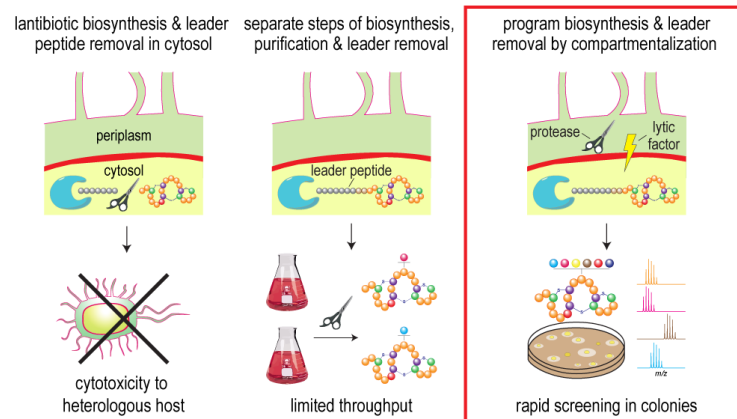 lantibiotic biosynthesis & leader
peptide removal in cytosol
periplasm
cytosol
cytotoxicity to
heterologous host
separate steps of biosynthesis,
purification & leader removal
leader peptide
limited throughput
program biosynthesis & leader
removal by compartmentalization
protease
lytic
factor
m/z
rapid screening in colonies